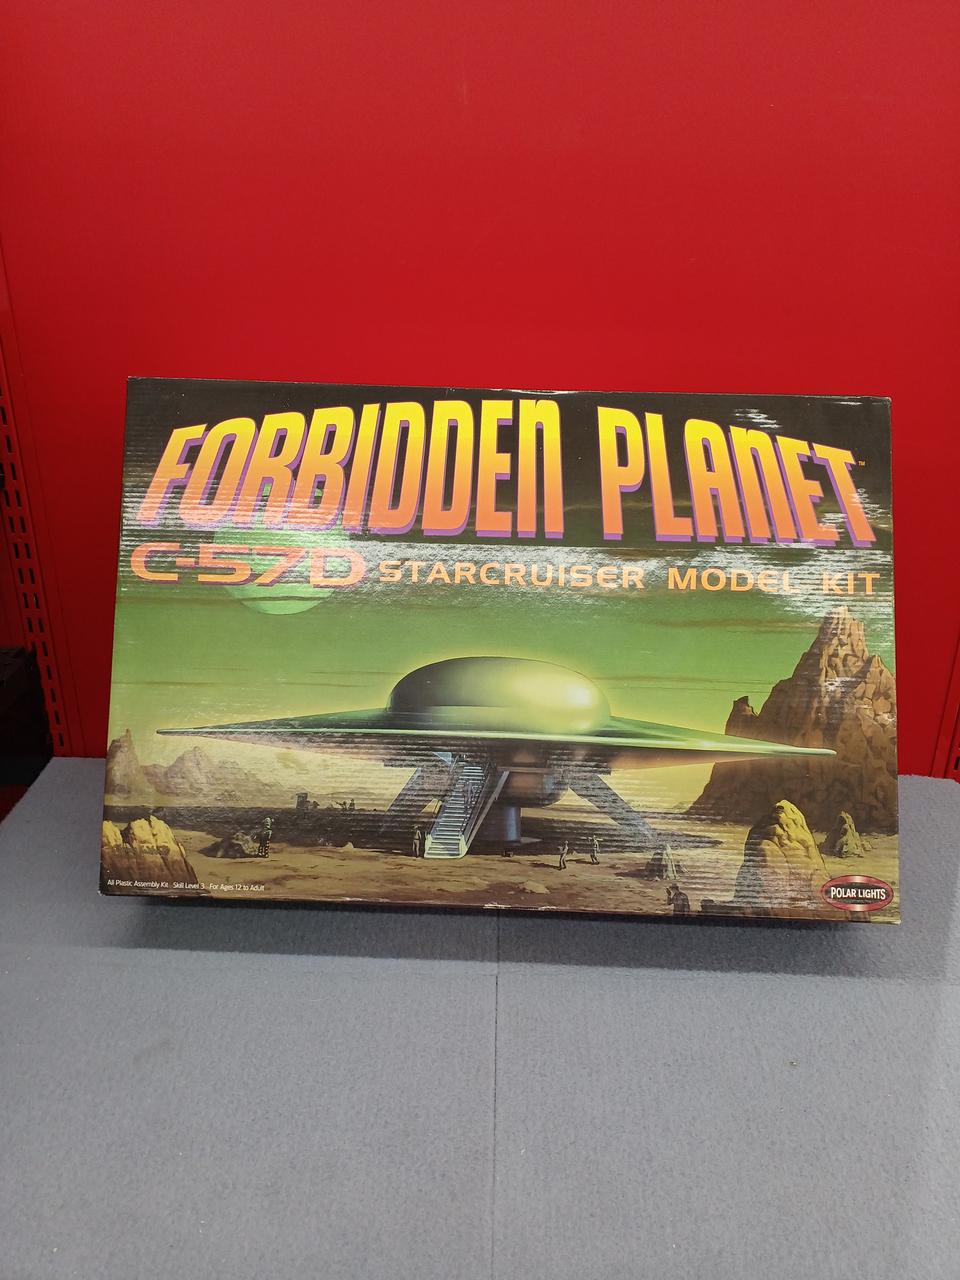 FORBIDDEN PLANET™
C-57D STARCRUISER MODEL KIT
All Plastic Assembly Kit Skill Level 3 For Ages 12 to Adult
POLAR LIGHTS